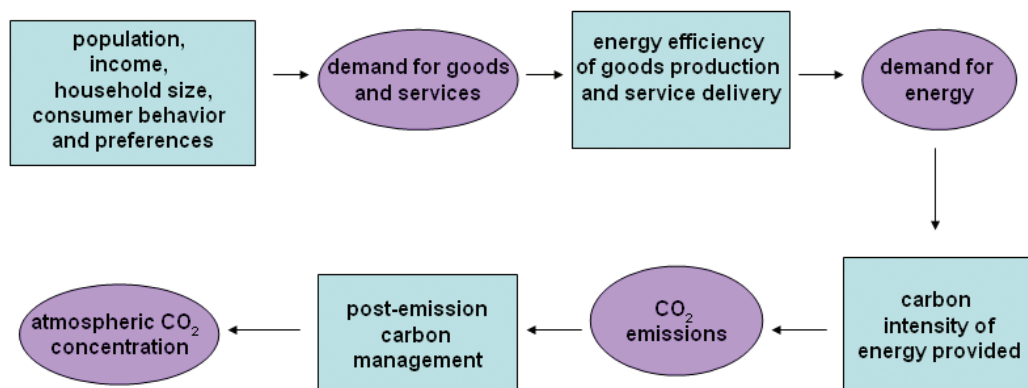 population,
income,
household size,
consumer behavior
and preferences
demand for goods
and services
energy efficiency
of goods production
and service delivery
demand for
energy
carbon
intensity of
energy provided
CO₂
emissions
post-emission
carbon
management
atmospheric CO₂
concentration